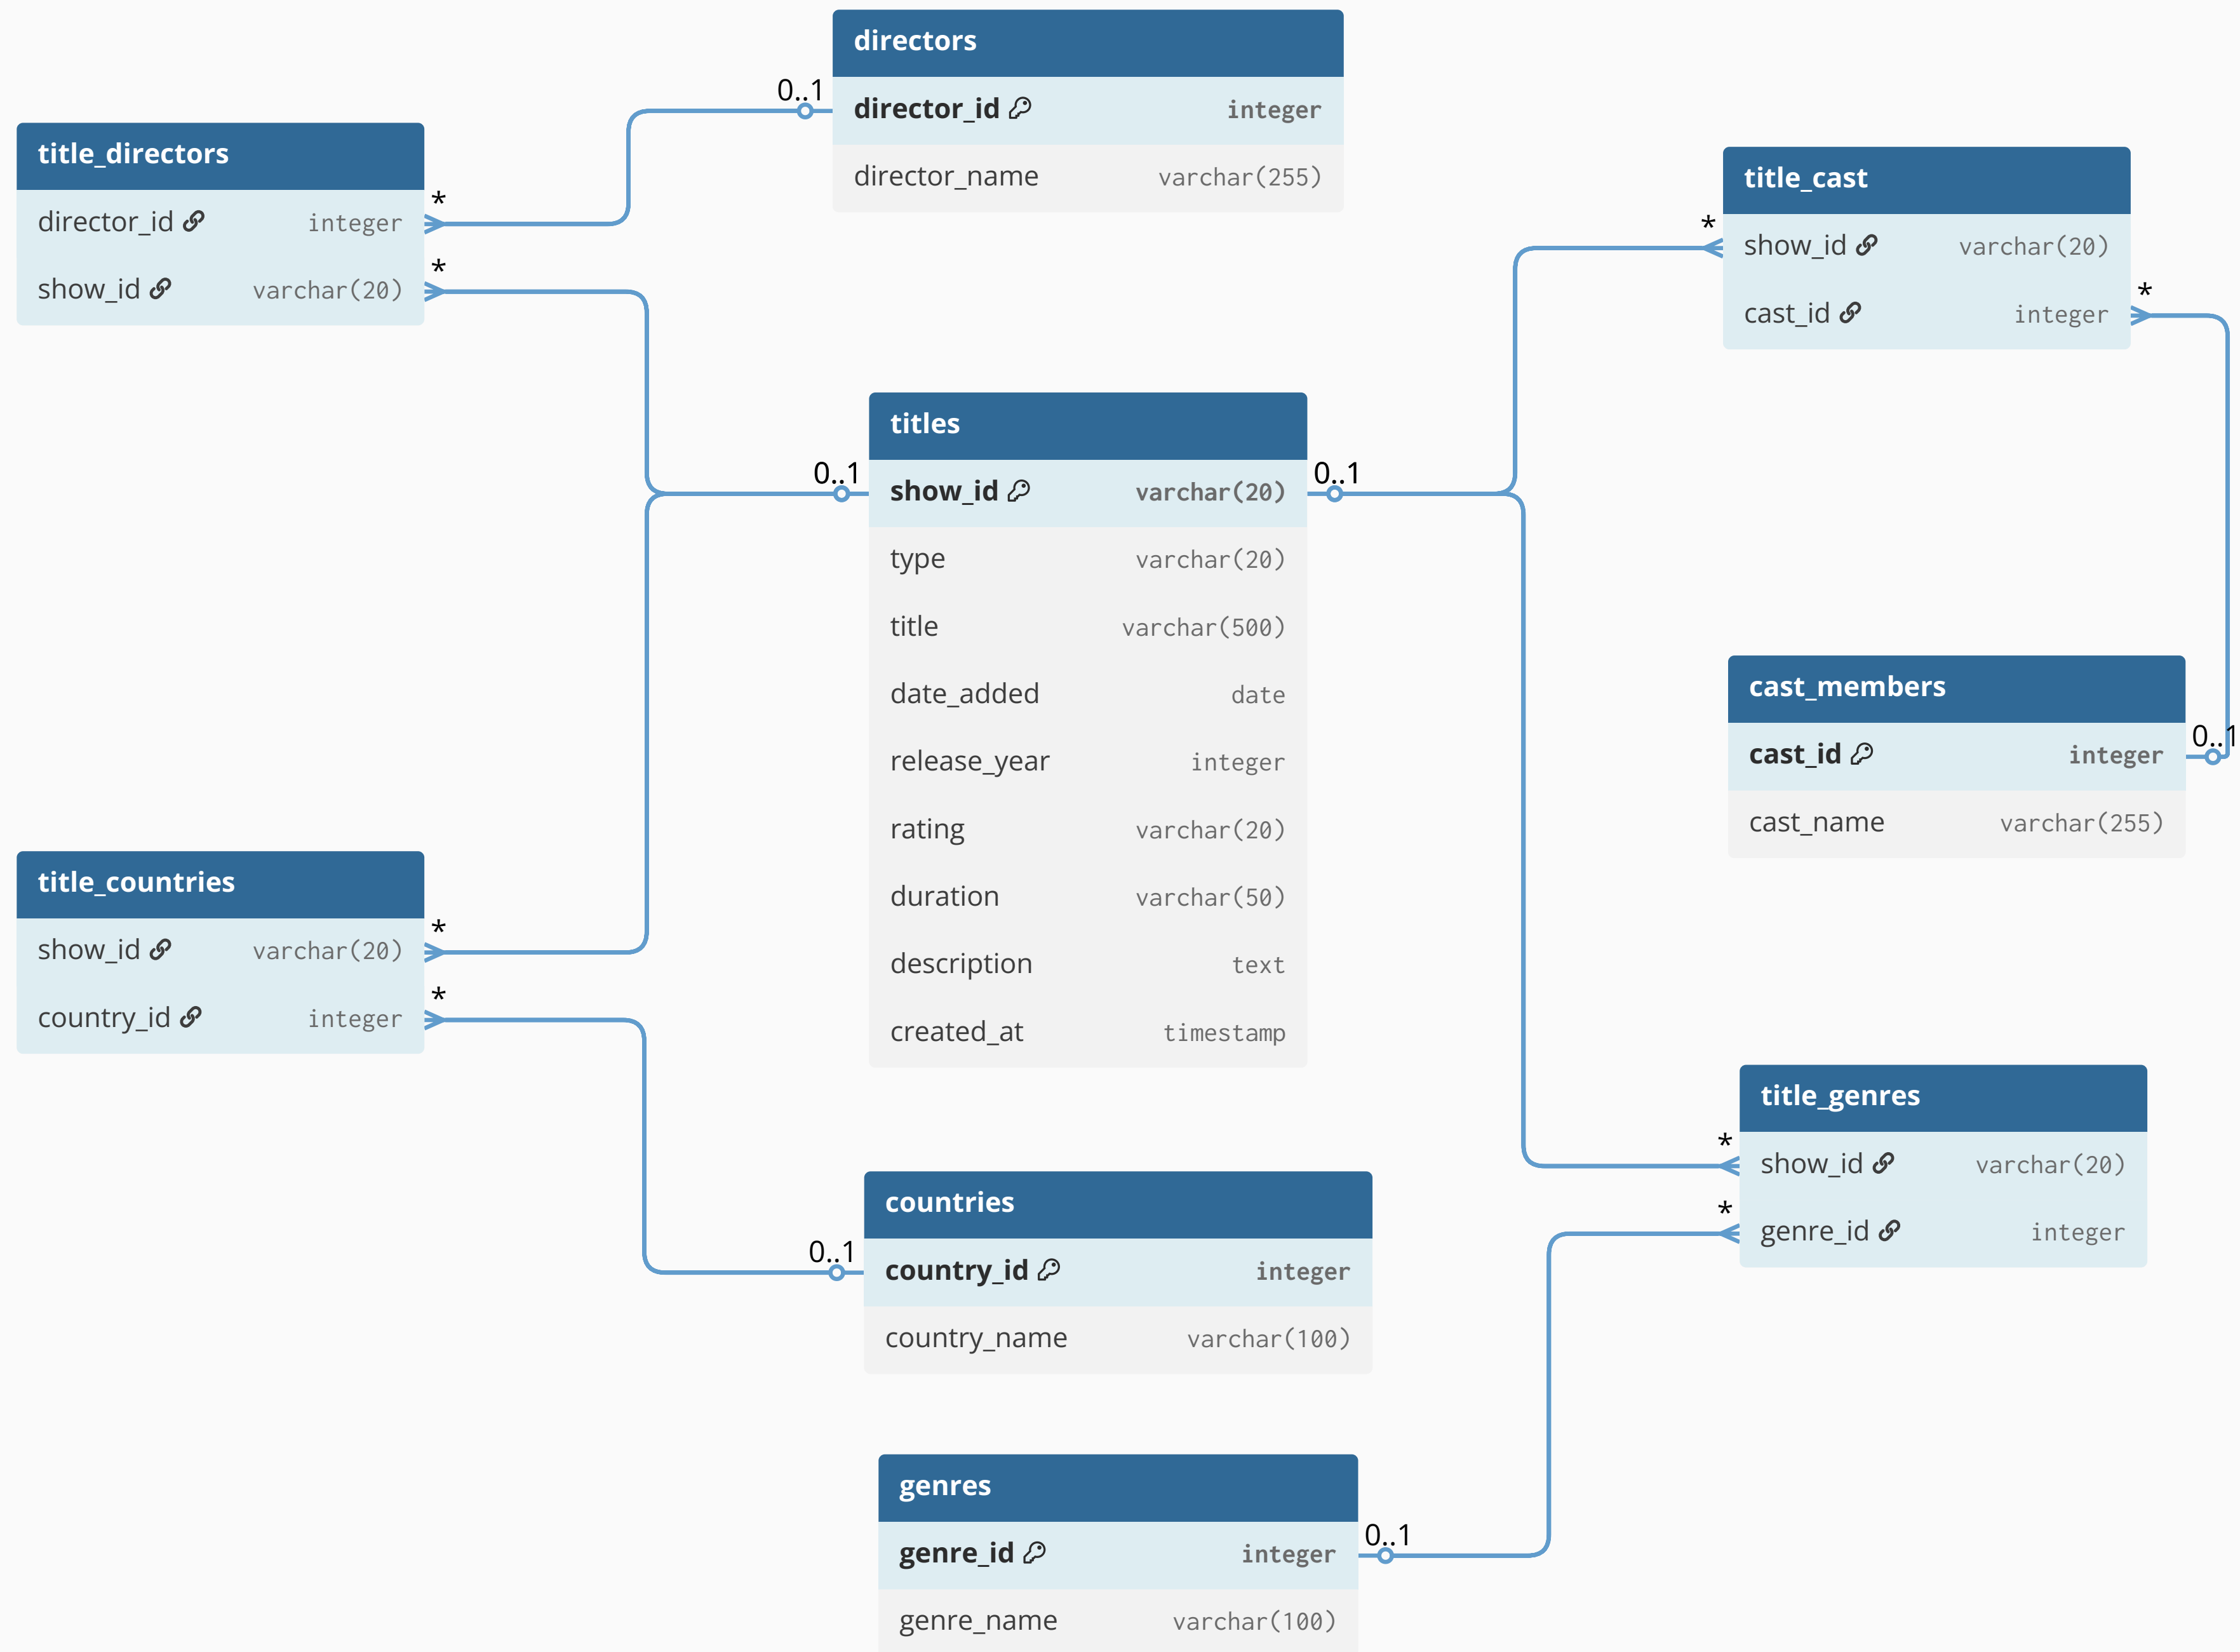 directors
director_id integer
director_name varchar(255)
0..1
title_directors
director_id integer
show_id varchar(20)
*
*
title_cast
show_id varchar(20)
cast_id integer
*
*
titles
show_id varchar(20)
type varchar(20)
title varchar(500)
date_added date
release_year integer
rating varchar(20)
duration varchar(50)
description text
created_at timestamp
0..1
0..1
cast_members
cast_id integer
cast_name varchar(255)
0..1
title_countries
show_id varchar(20)
country_id integer
*
*
title_genres
show_id varchar(20)
genre_id integer
*
*
countries
country_id integer
country_name varchar(100)
0..1
genres
genre_id integer
genre_name varchar(100)
0..1